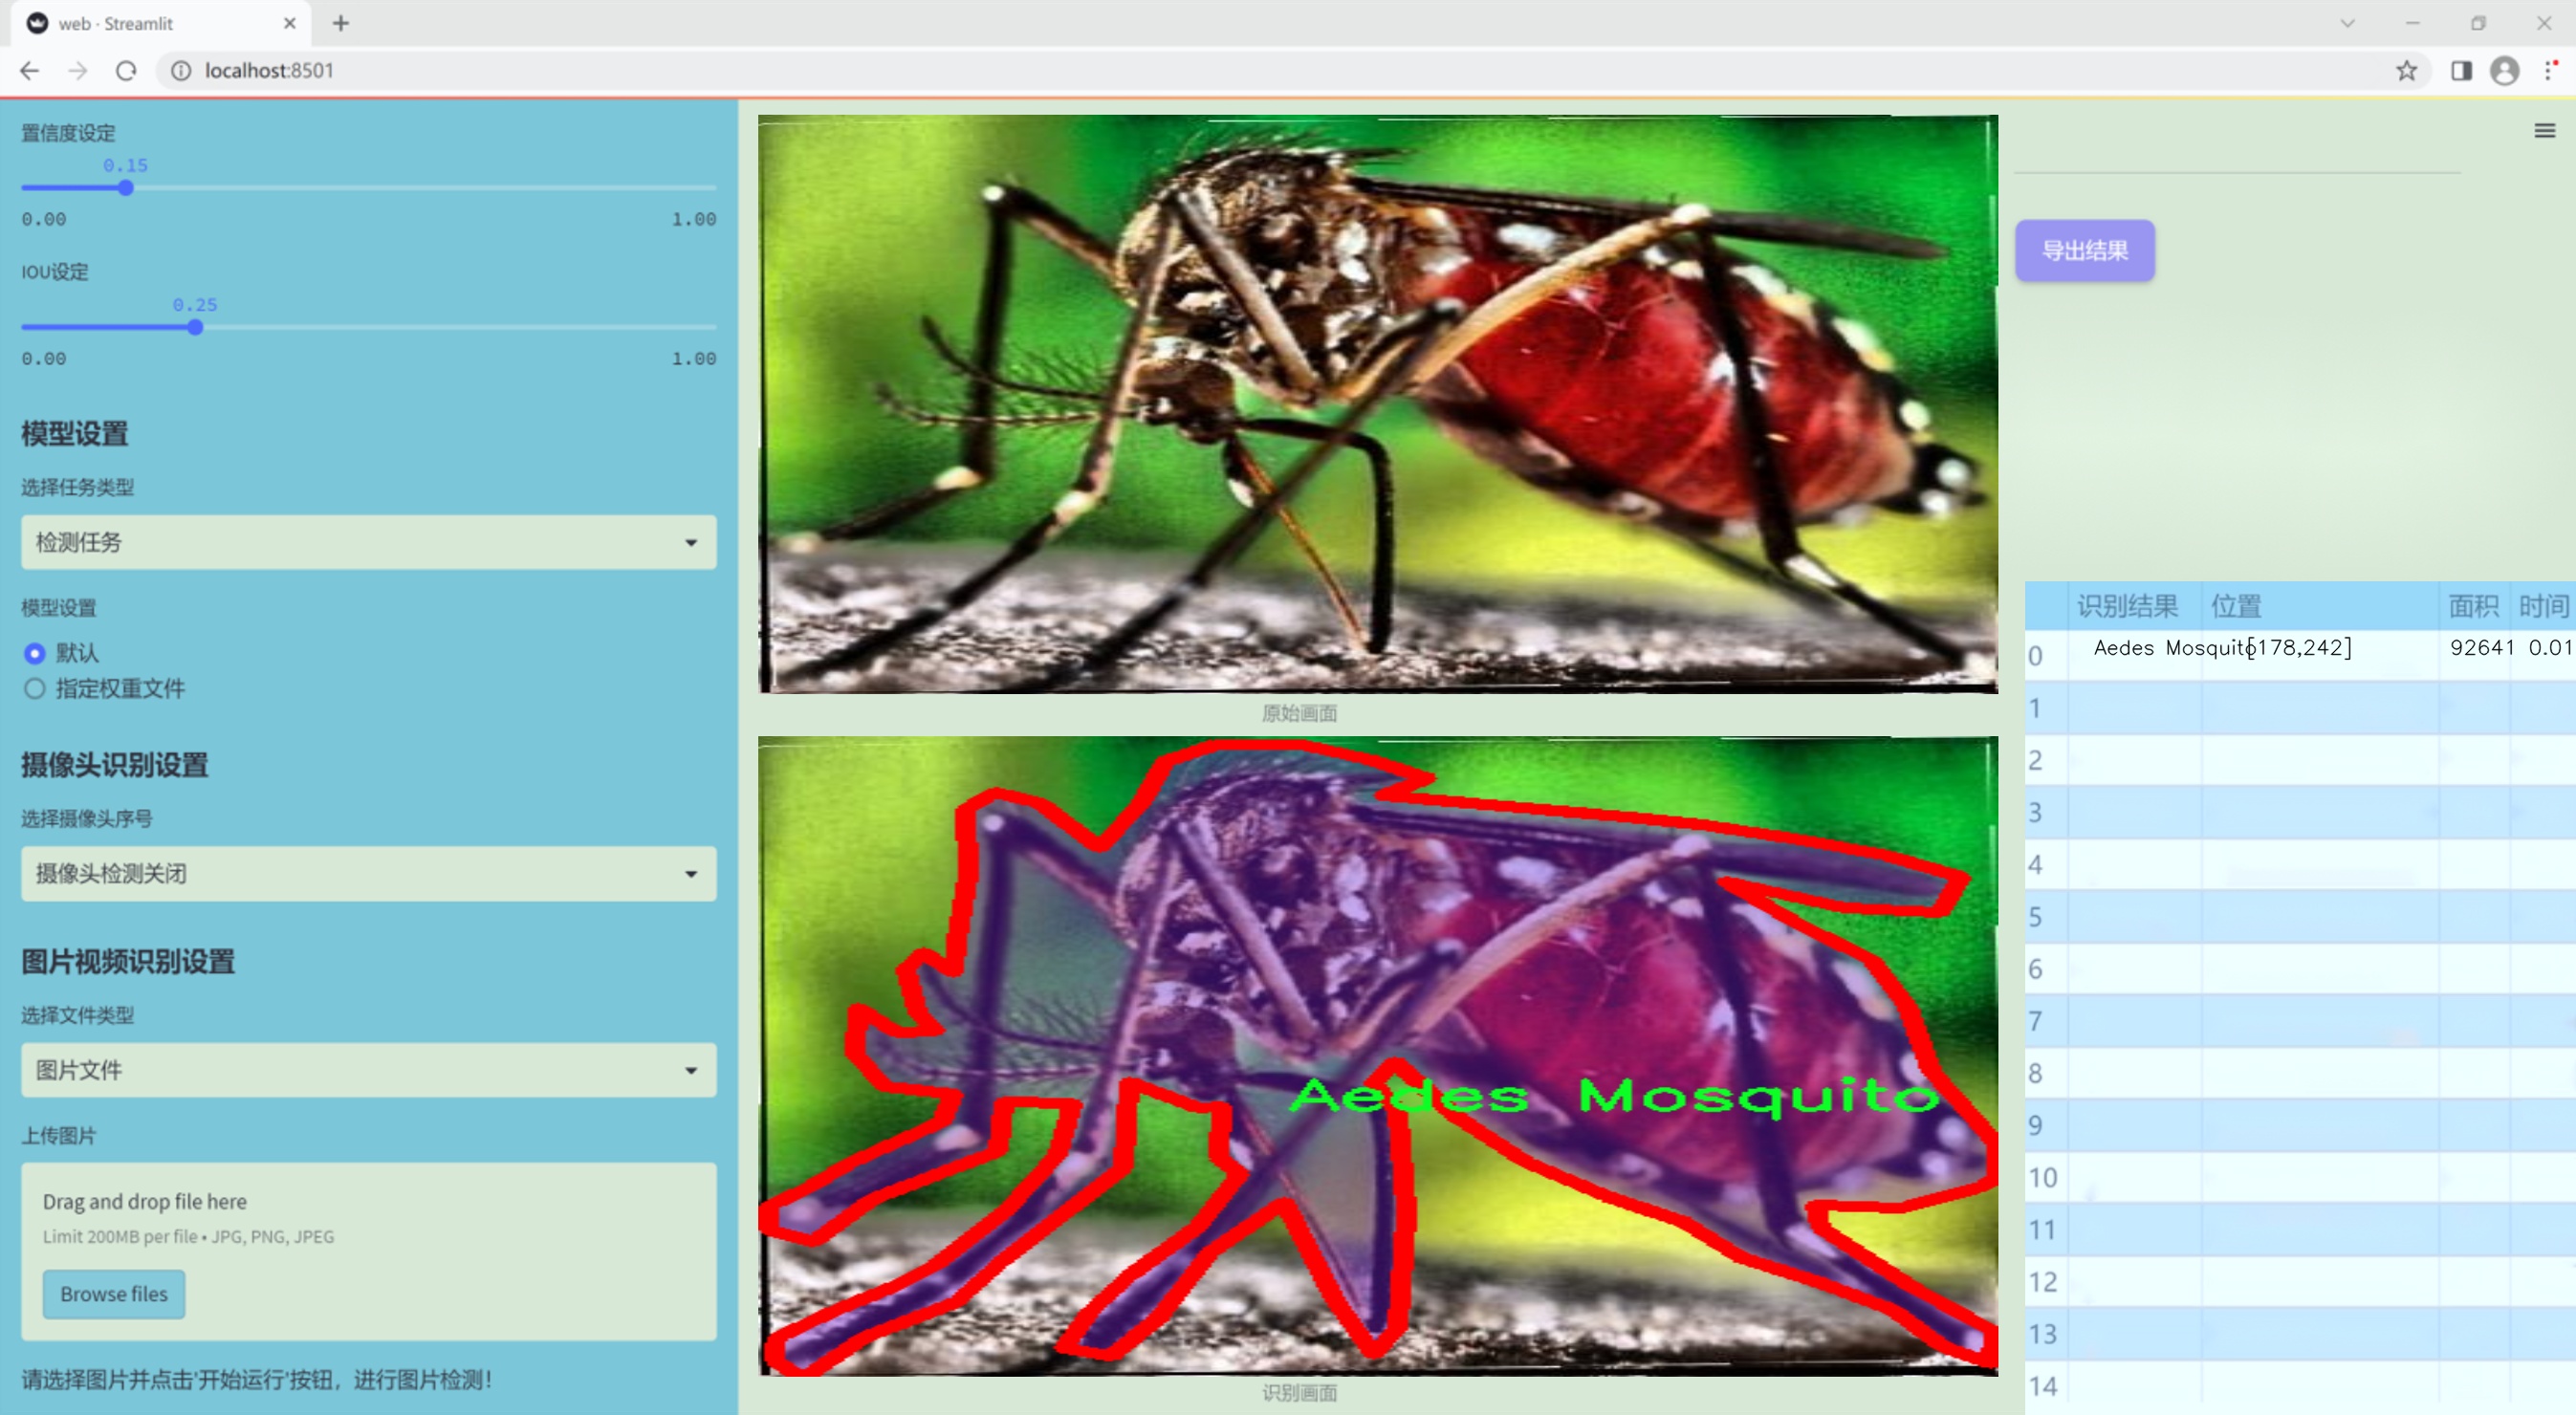 web · Streamlit
localhost:8501
置信度设定
0.15
0.00 1.00
IOU设定
0.25
0.00 1.00
模型设置
选择任务类型
检测任务
模型设置
默认
指定权重文件
摄像头识别设置
选择摄像头序号
摄像头检测关闭
图片视频识别设置
选择文件类型
图片文件
上传图片
Drag and drop file here
Limit 200MB per file • JPG, PNG, JPEG
Browse files
请选择图片并点击'开始运行'按钮，进行图片检测！
原始画面
Aedes Mosquito
识别画面
导出结果
识别结果 位置 面积 时间
0 Aedes Mosquito[178,242] 92641 0.01
1
2
3
4
5
6
7
8
9
10
11
12
13
14